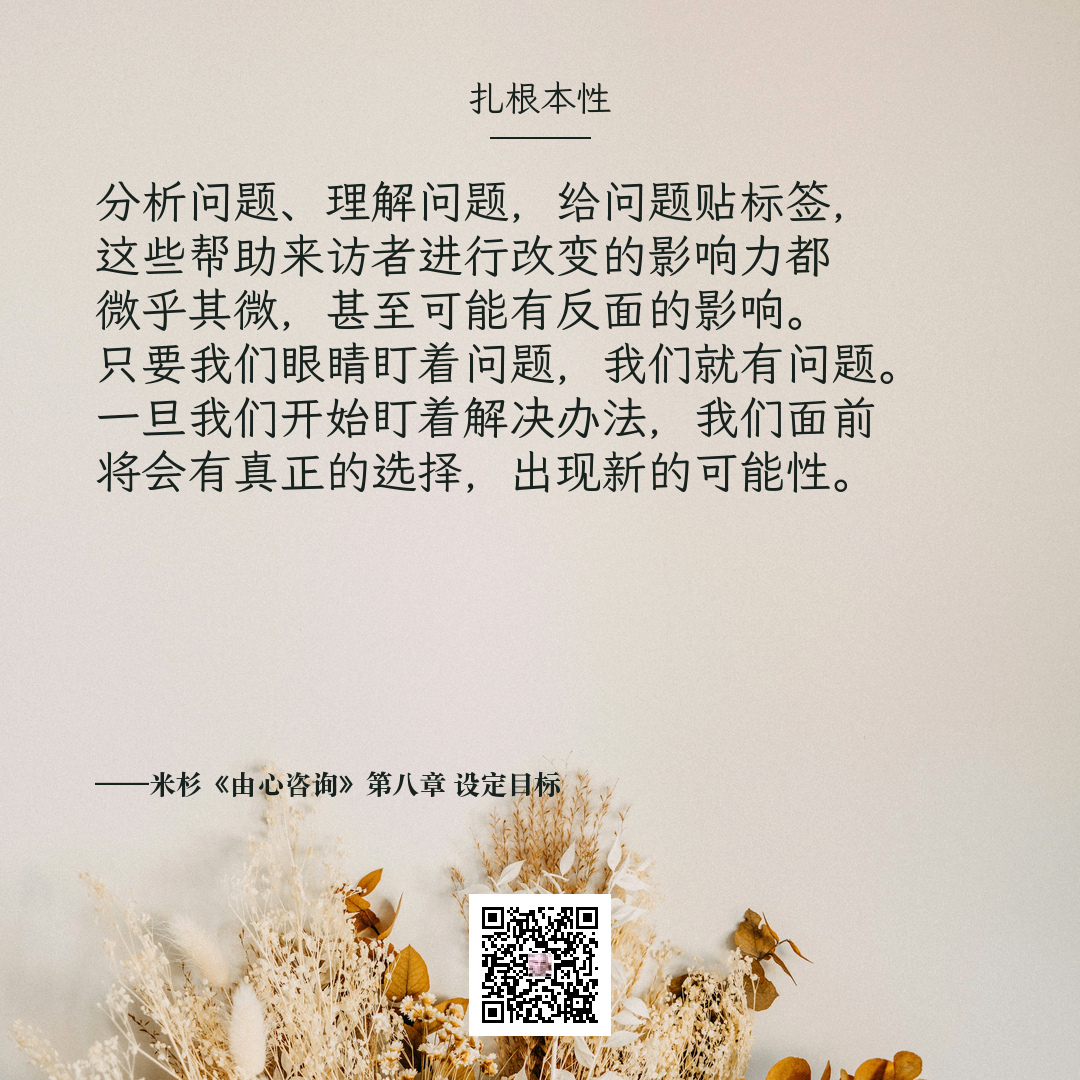 扎根本性
分析问题、理解问题，给问题贴标签，
这些帮助来访者进行改变的影响力都
微乎其微，甚至可能有反面的影响。
只要我们眼睛盯着问题，我们就有问题。
一旦我们开始盯着解决办法，我们面前
将会有真正的选择，出现新的可能性。
——米杉《由心咨询》第八章 设定目标